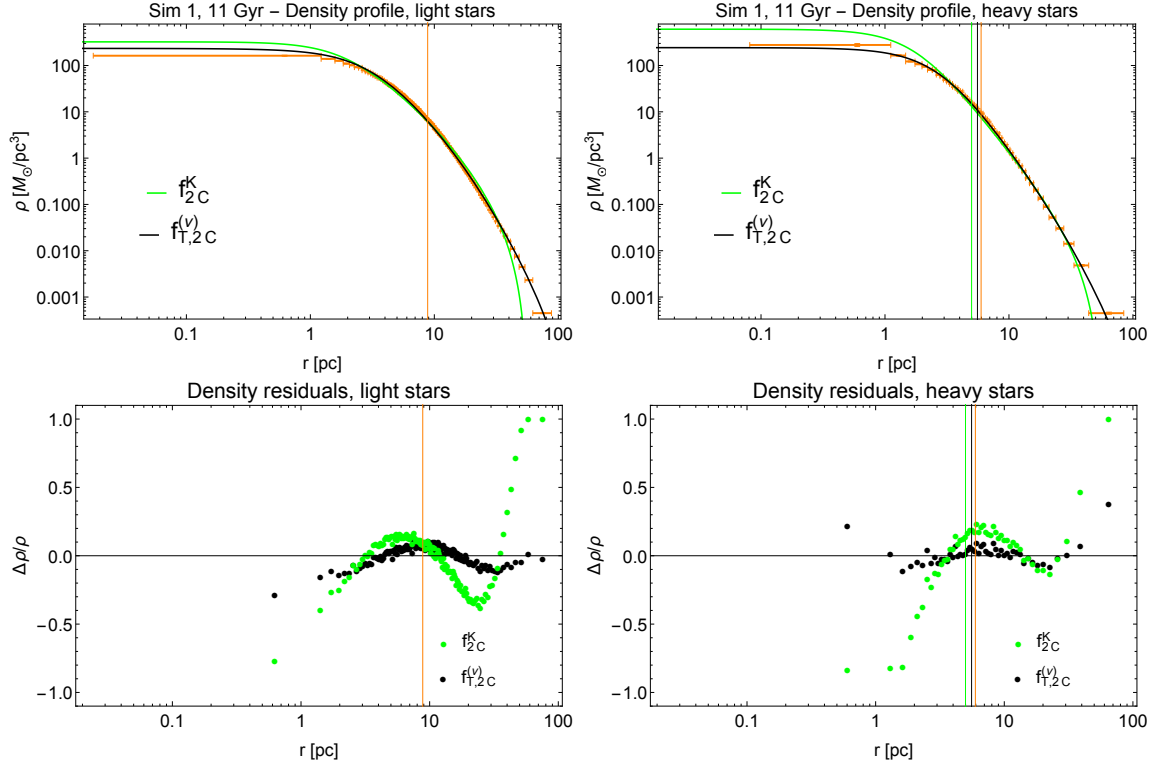 Sim 1, 11 Gyr – Density profile, light stars
ρ [M⊙/pc³]
100
10
1
0.100
0.010
0.001
f^K_2C
f^(ν)_T,2C
0.1 1 10 100
r [pc]
Sim 1, 11 Gyr – Density profile, heavy stars
ρ [M⊙/pc³]
100
10
1
0.100
0.010
0.001
f^K_2C
f^(ν)_T,2C
0.1 1 10 100
r [pc]
Density residuals, light stars
Δρ/ρ
1.0
0.5
0.0
−0.5
−1.0
f^K_2C
f^(ν)_T,2C
0.1 1 10 100
r [pc]
Density residuals, heavy stars
Δρ/ρ
1.0
0.5
0.0
−0.5
−1.0
f^K_2C
f^(ν)_T,2C
0.1 1 10 100
r [pc]